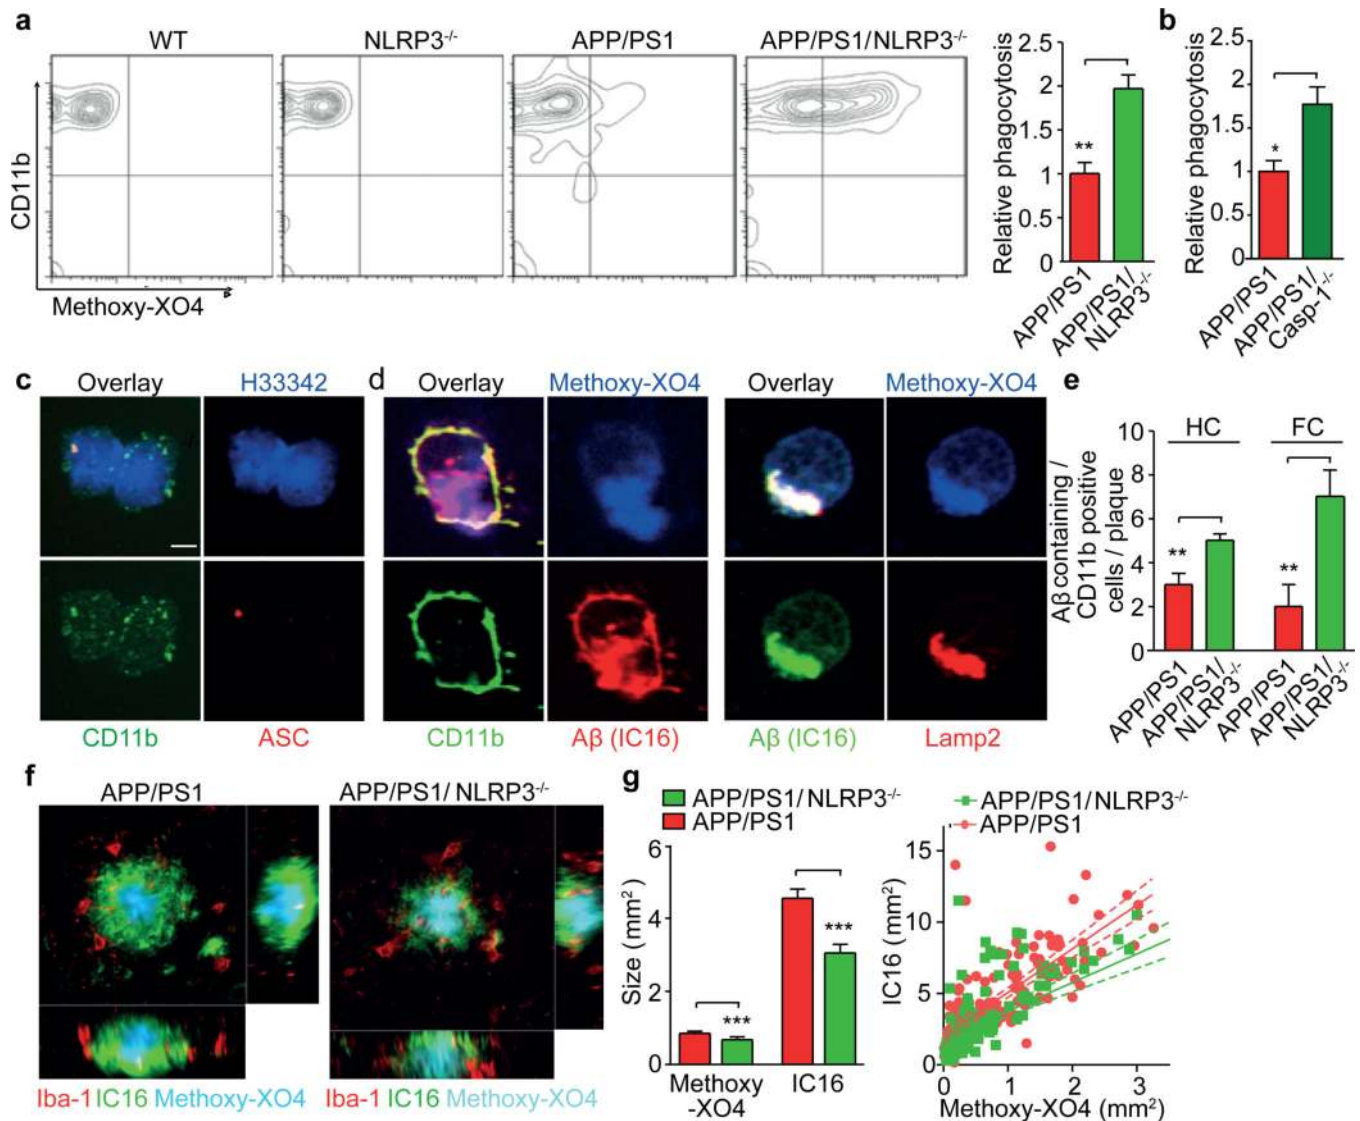 a
WT
NLRP3-/-
APP/PS1
APP/PS1/NLRP3-/-
CD11b
Methoxy-XO4
Relative phagocytosis
2.5
2
1.5
1
0.5
0
**
APP/PS1
APP/PS1/
NLRP3-/-
b
Relative phagocytosis
2.5
2
1.5
1
0.5
0
*
APP/PS1
APP/PS1/
Casp-1-/-
c
Overlay
H33342
CD11b
ASC
d
Overlay
Methoxy-XO4
CD11b
Aβ (IC16)
Overlay
Methoxy-XO4
Aβ (IC16)
Lamp2
e
Aβ containing /
CD11b positive
cells / plaque
HC
FC
10
8
6
4
2
0
**
**
APP/PS1
APP/PS1/
NLRP3-/-
APP/PS1
APP/PS1/
NLRP3-/-
f
APP/PS1
APP/PS1/ NLRP3-/-
Iba-1 IC16 Methoxy-XO4
Iba-1 IC16 Methoxy-XO4
g
APP/PS1/NLRP3-/-
APP/PS1
Size (mm2)
6
4
2
0
***
***
Methoxy
-XO4
IC16
APP/PS1/NLRP3-/-
APP/PS1
IC16 (mm2)
15
10
5
0
0
1
2
3
Methoxy-XO4 (mm2)